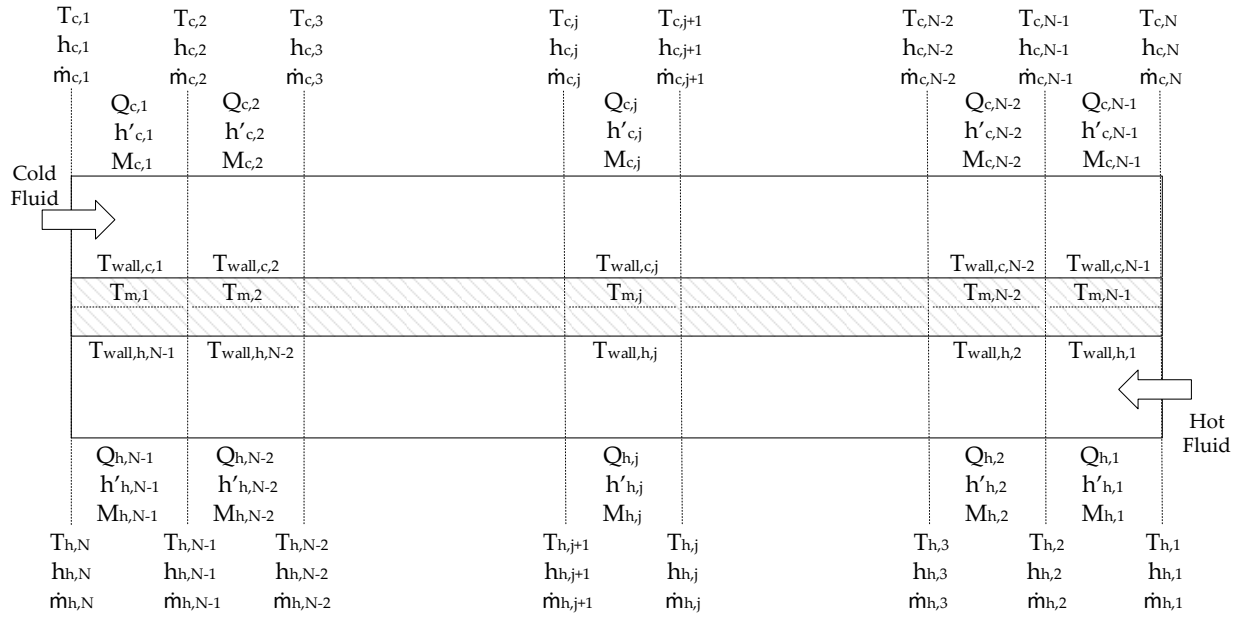 Tc,1 Tc,2 Tc,3 Tc,j Tc,j+1 Tc,N-2 Tc,N-1 Tc,N
hc,1 hc,2 hc,3 hc,j hc,j+1 hc,N-2 hc,N-1 hc,N
ṁc,1 ṁc,2 ṁc,3 ṁc,j ṁc,j+1 ṁc,N-2 ṁc,N-1 ṁc,N
Qc,1 Qc,2 Qc,j Qc,N-2 Qc,N-1
h'c,1 h'c,2 h'c,j h'c,N-2 h'c,N-1
Mc,1 Mc,2 Mc,j Mc,N-2 Mc,N-1
Cold
Fluid
Twall,c,1 Twall,c,2 Twall,c,j Twall,c,N-2 Twall,c,N-1
Tm,1 Tm,2 Tm,j Tm,N-2 Tm,N-1
Twall,h,N-1 Twall,h,N-2 Twall,h,j Twall,h,2 Twall,h,1
Hot
Fluid
Qh,N-1 Qh,N-2 Qh,j Qh,2 Qh,1
h'h,N-1 h'h,N-2 h'h,j h'h,2 h'h,1
Mh,N-1 Mh,N-2 Mh,j Mh,2 Mh,1
Th,N Th,N-1 Th,N-2 Th,j+1 Th,j Th,3 Th,2 Th,1
hh,N hh,N-1 hh,N-2 hh,j+1 hh,j hh,3 hh,2 hh,1
ṁh,N ṁh,N-1 ṁh,N-2 ṁh,j+1 ṁh,j ṁh,3 ṁh,2 ṁh,1